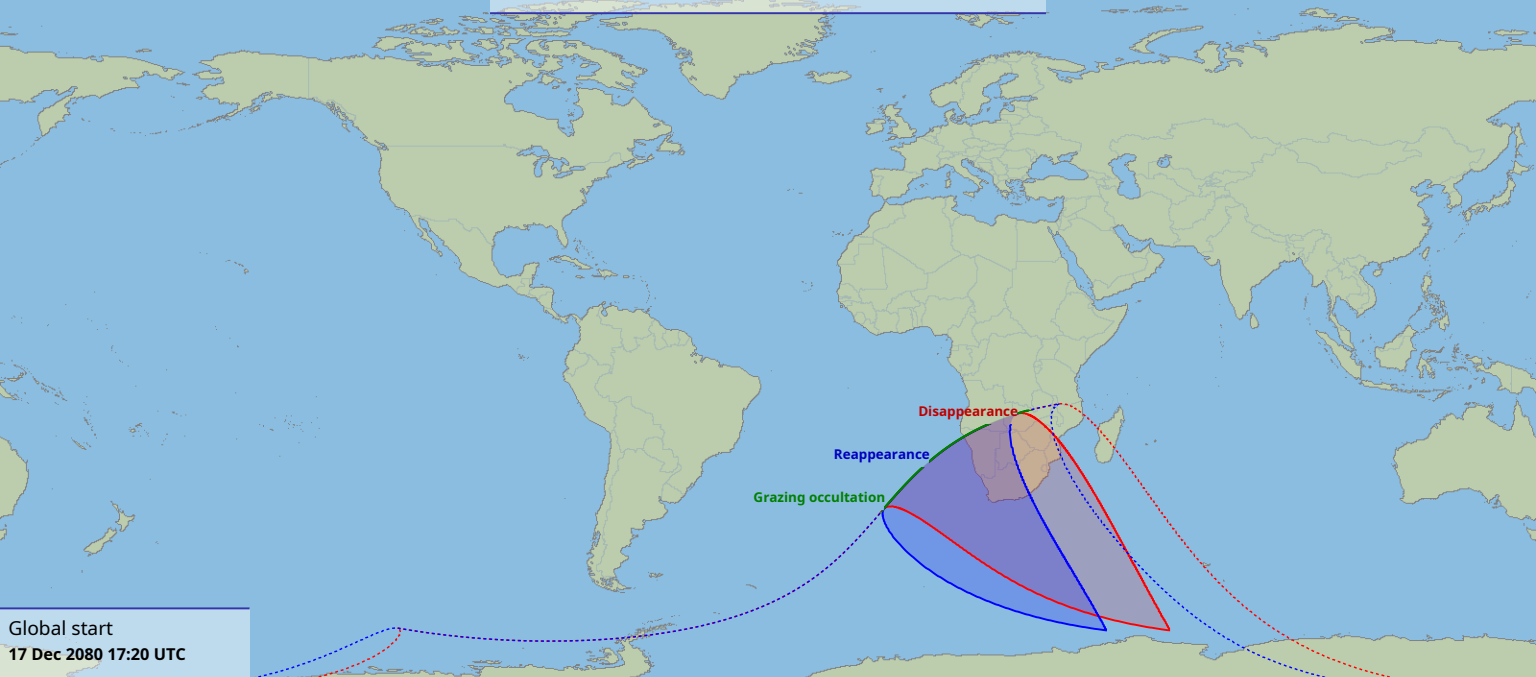 Disappearance
Reappearance
Grazing occultation
Global start
17 Dec 2080 17:20 UTC